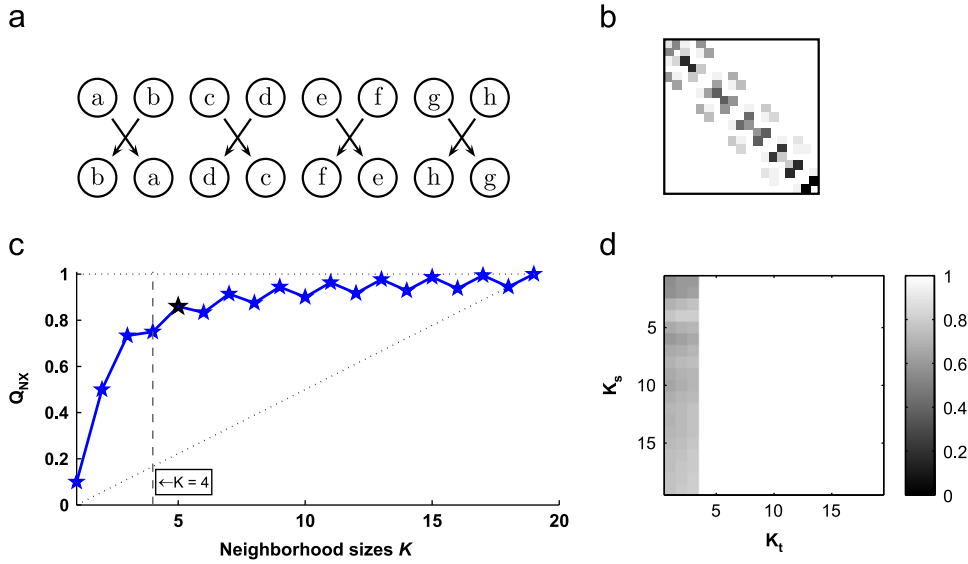 a
b
a b c d e f g h
b a d c f e h g
c
d
1
0.8
0.6
0.4
0.2
0
Q_NX
←K = 4
5 10 15 20
Neighborhood sizes K
5
10
15
K_s
5 10 15
K_t
1
0.8
0.6
0.4
0.2
0